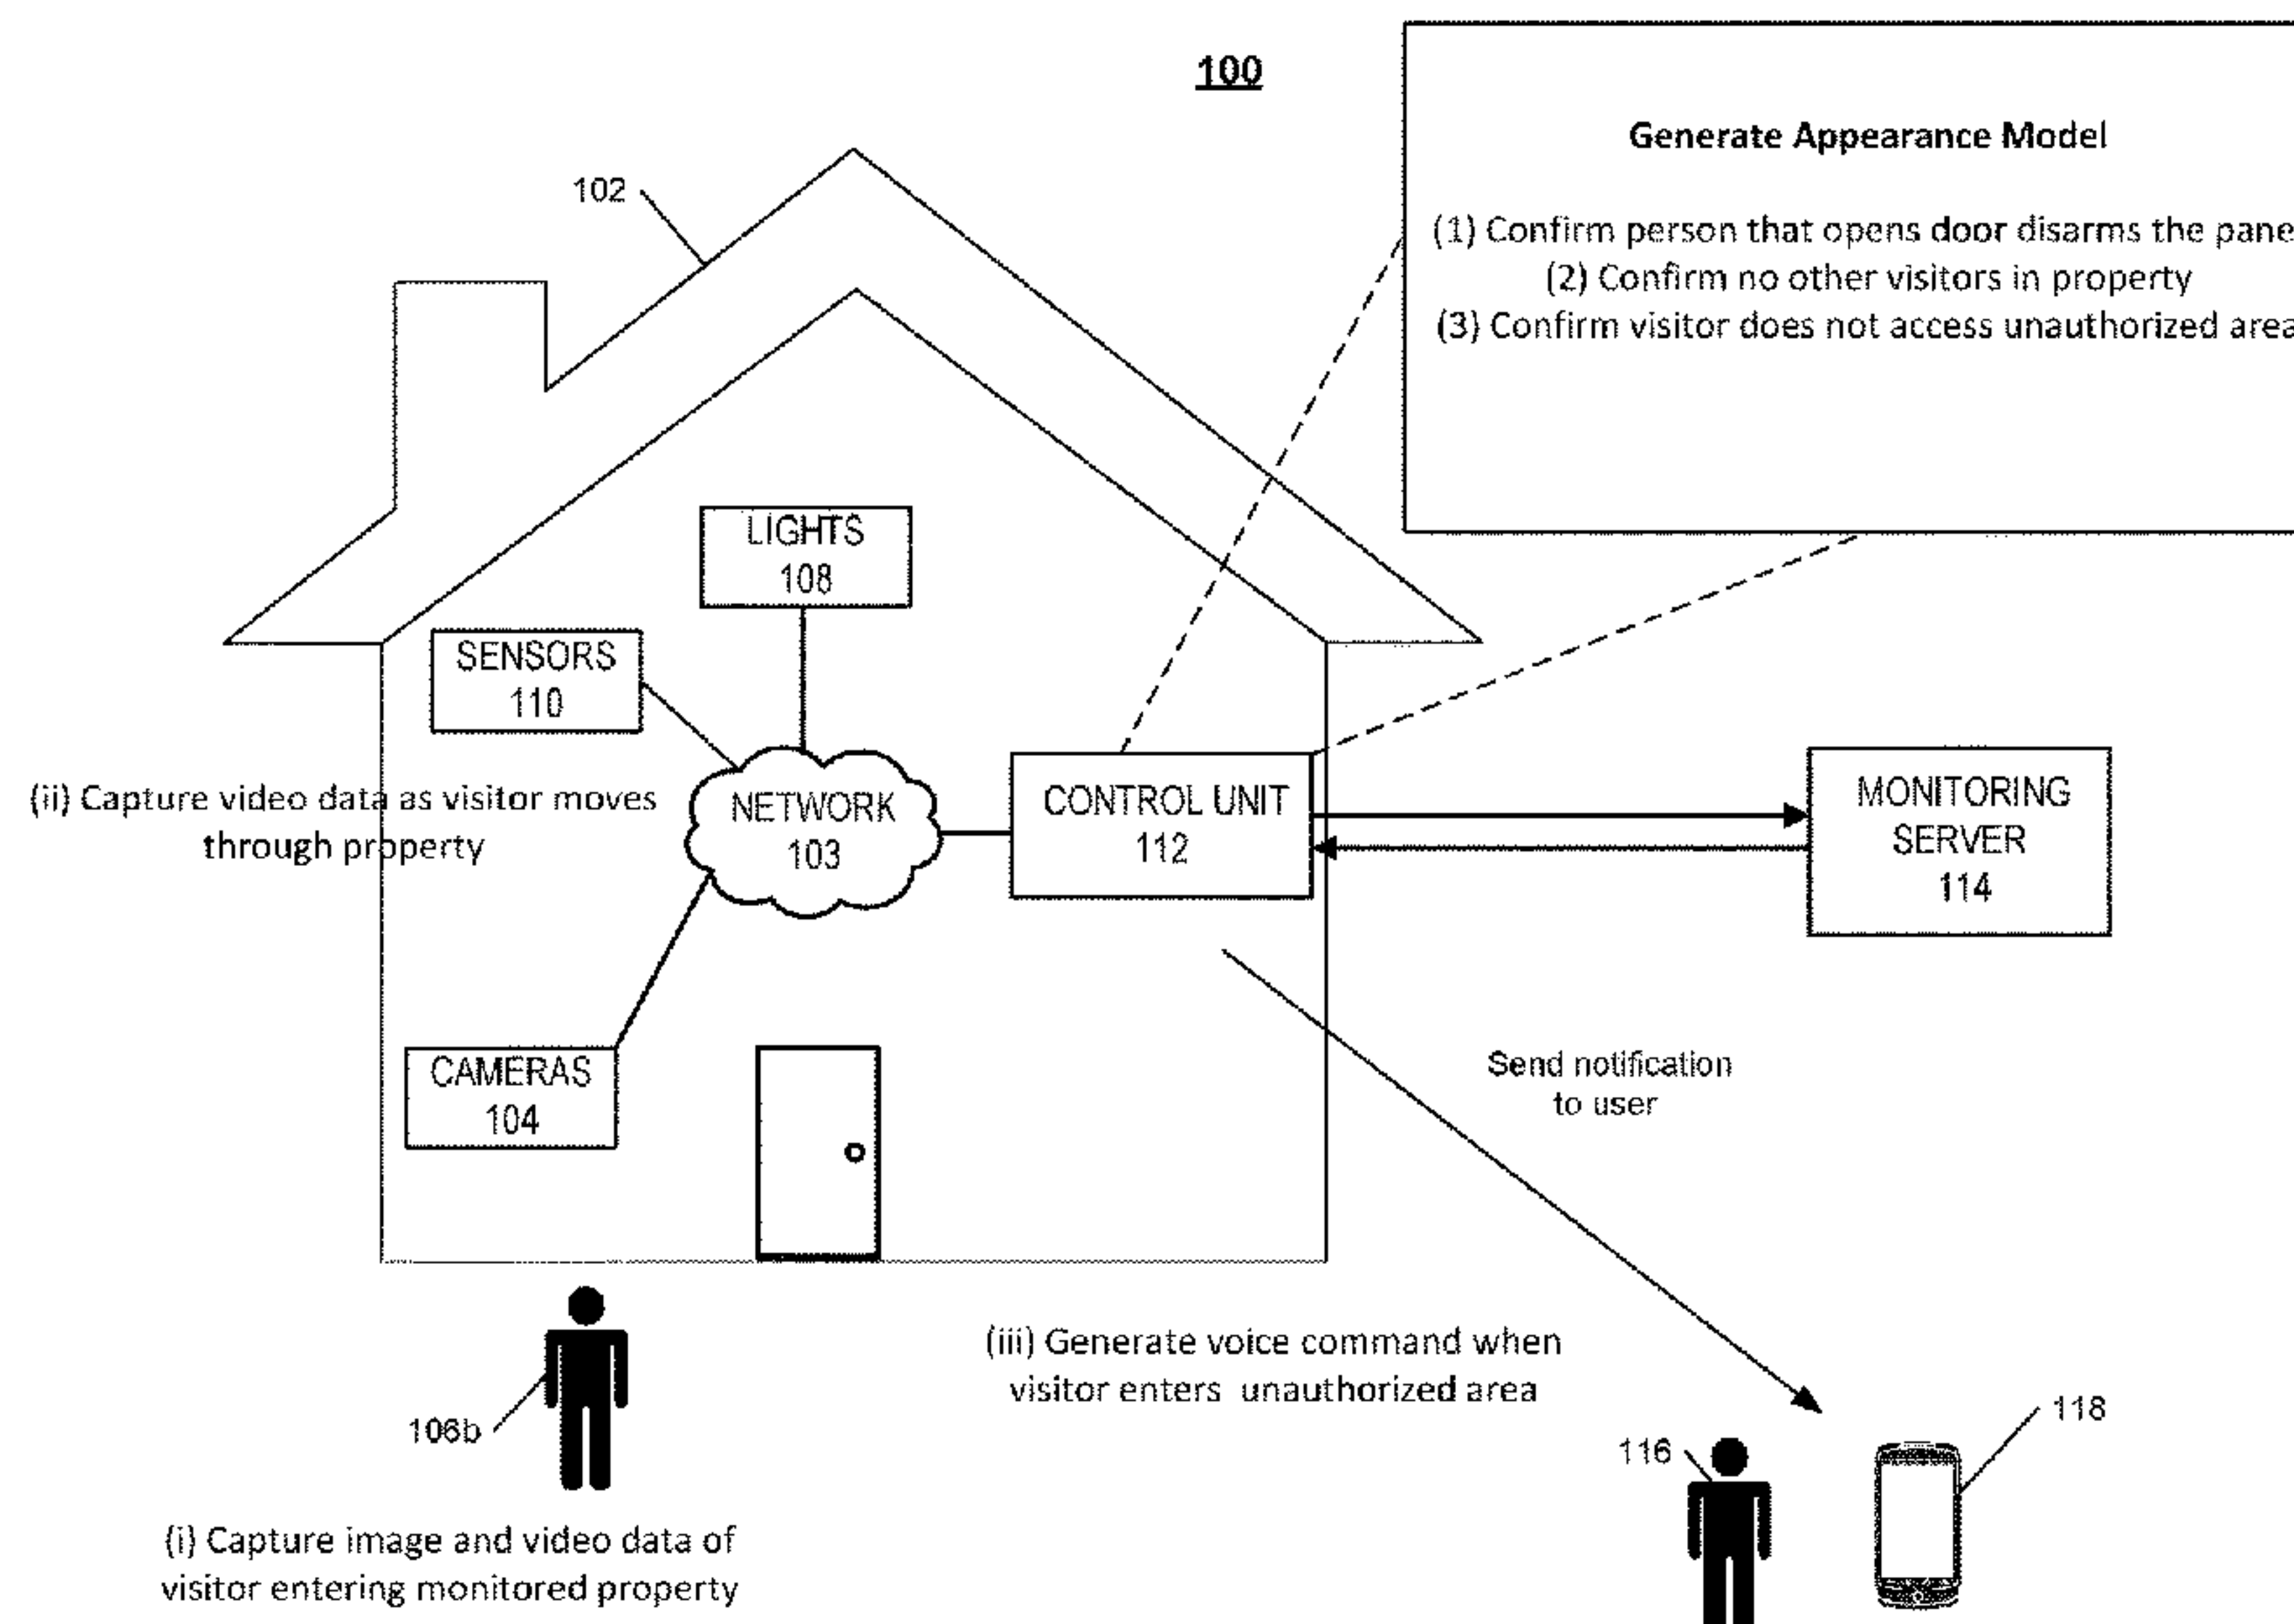 100
Generate Appearance Model
(1) Confirm person that opens door disarms the pane
(2) Confirm no other visitors in property
(3) Confirm visitor does not access unauthorized area
102
LIGHTS
108
SENSORS
110
(ii) Capture video data as visitor moves
through property
NETWORK
103
CONTROL UNIT
112
MONITORING
SERVER
114
CAMERAS
104
Send notification
to user
(iii) Generate voice command when
visitor enters unauthorized area
106b
116
118
(i) Capture image and video data of
visitor entering monitored property